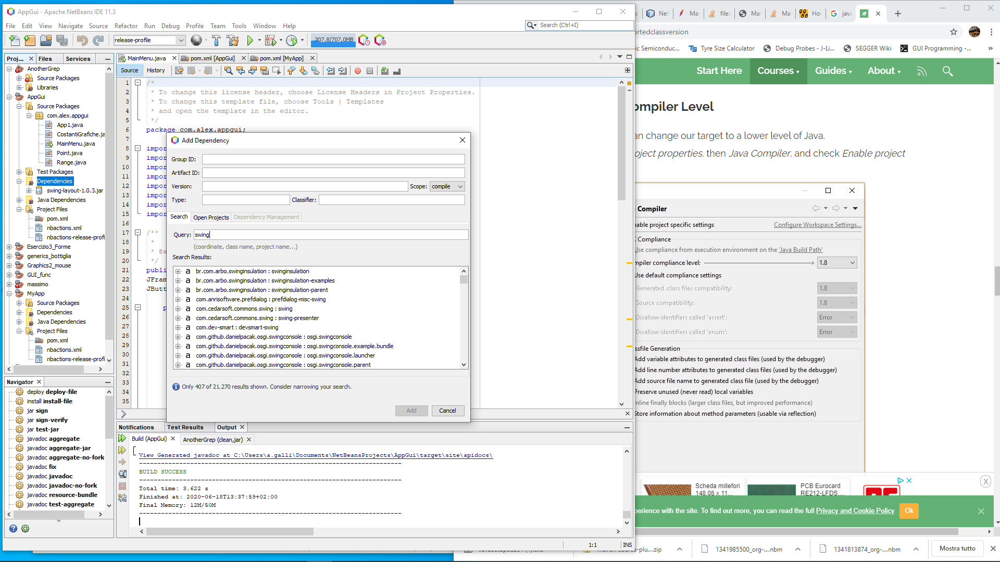 AppGui - Apache NetBeans IDE 11.3
File Edit View Navigate Source Refactor Run Debug Profile Team Tools Window Help
Search (Ctrl+I)
release-profile
307,8/707,0MB
Proj... Files Services
AnotherGrep
Source Packages
Libraries
AppGui
Source Packages
com.alex.appgui
App1.java
CostantiGrafiche.ja
MainMenu.java
Point.java
Range.java
Test Packages
Dependencies
swing-layout-1.0.3.jar
Java Dependencies
Project Files
pom.xml
nbactions.xml
nbactions-release-profi
Esercizio3_Forme
generics_bottiglia
Graphics2_mouse
GUI_func
massimo
MyApp
Source Packages
Dependencies
Java Dependencies
Project Files
pom.xml
nbactions.xml
nbactions-release-profi
Navigator
deploy deploy-file
install install-file
jar sign
jar sign-verify
jar test-jar
javadoc aggregate
javadoc aggregate-jar
javadoc aggregate-no-fork
javadoc fix
javadoc javadoc
javadoc javadoc-no-fork
javadoc resource-bundle
javadoc test-aggregate
MainMenu.java pom.xml [AppGui] pom.xml [MyApp]
Source History
1 /*
2 * To change this license header, choose License Headers in Project Properties.
3 * To change this template file, choose Tools | Templates
4 * and open the template in the editor.
5 */
6 package com.alex.appgui;
7
8 impor
9 impor
10 impor
11 impor
12 impor
13 impor
14 impor
15 impor
16
17 /**
18 *
19 * @a
20 */
21 publi
22 JFram
23 JButt
24
25 p
26
27
28
29
30
31
32
33
34
35
Add Dependency
Group ID:
Artifact ID:
Version: Scope: compile
Type: Classifier:
Search Open Projects Dependency Management
Query: swing
(coordinate, class name, project name...)
Search Results:
a br.com.arbo.swinginsulation : swinginsulation
a br.com.arbo.swinginsulation : swinginsulation-examples
a br.com.arbo.swinginsulation : swinginsulation-parent
a com.anrisoftware.prefdialog : prefdialog-misc-swing
a com.cedarsoft.commons.swing : swing
a com.cedarsoft.commons.swing : swing-presenter
a com.dev-smart : devsmart-swing
a com.github.danielpacak.osgi.swingconsole : osgi.swingconsole
a com.github.danielpacak.osgi.swingconsole : osgi.swingconsole.example.bundle
a com.github.danielpacak.osgi.swingconsole : osgi.swingconsole.launcher
a com.github.danielpacak.osgi.swingconsole : osgi.swingconsole.parent
Only 407 of 21.270 results shown. Consider narrowing your search.
Add Cancel
Notifications Test Results Output
Build (AppGui) AnotherGrep (clean,jar)
View Generated javadoc at C:\Users\a.galli\Documents\NetBeansProjects\AppGui\target\site\apidocs\
------------------------------------------------------------------------
BUILD SUCCESS
------------------------------------------------------------------------
Total time: 3.622 s
Finished at: 2020-06-18T13:37:59+02:00
Final Memory: 12M/50M
------------------------------------------------------------------------
1:1 INS
Net Ma file: Ma Ma Hov java
rtedclassversion
ic Semiconduc... Tyre Size Calculator Debug Probes - J-Li... SEGGER Wiki GUI Programming -... »
Start Here Courses Guides About
ompiler Level
an change our target to a lower level of Java.
oject properties, then Java Compiler, and check Enable project
Compiler
nable project specific settings Configure Workspace Settings...
K Compliance
Use compliance from execution environment on the 'Java Build Path'
mpiler compliance level: 1.8
Use default compliance settings
Generated .class files compatibility: 1.8
Source compatibility: 1.8
Disallow identifiers called 'assert': Error
Disallow identifiers called 'enum': Error
ssfile Generation
Add variable attributes to generated class files (used by the debugger)
Add line number attributes to generated class files (used by the debugger)
Add source file name to generated class file (used by the debugger)
Preserve unused (never read) local variables
Inline finally blocks (larger class files, but improved performance)
Store information about method parameters (usable via reflection)
Scheda millefori
148.08 x 11...
PCB Eurocard
RE212-LFDS...
perience with the site. To find out more, you can read the full Privacy and Cookie Policy Ok
maven-source-plu....zip 1341985500_org-....nbm 1341813874_org-....nbm Mostra tutto